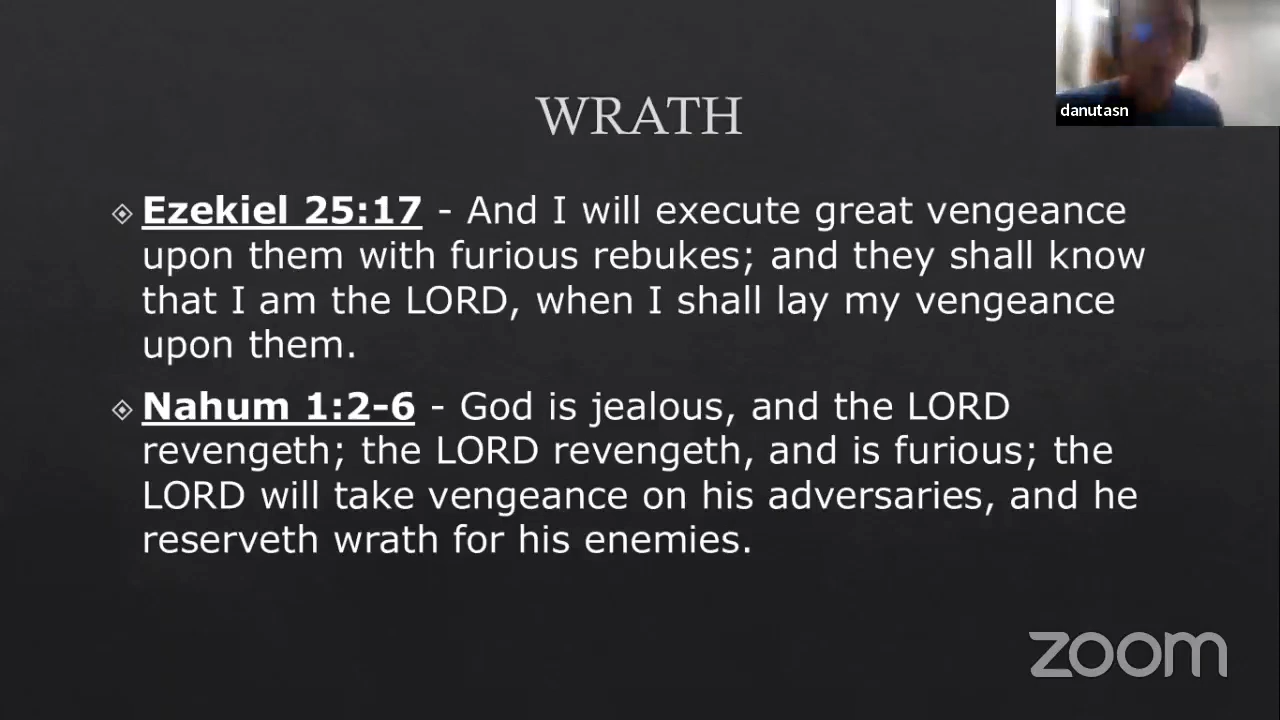 danutasn
WRATH
Ezekiel 25:17 - And I will execute great vengeance
upon them with furious rebukes; and they shall know
that I am the LORD, when I shall lay my vengeance
upon them.
Nahum 1:2-6 - God is jealous, and the LORD
revengeth; the LORD revengeth, and is furious; the
LORD will take vengeance on his adversaries, and he
reserveth wrath for his enemies.
zoom